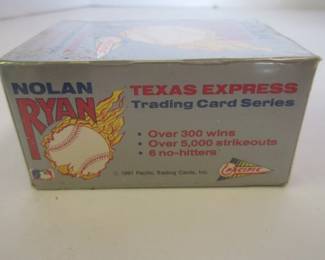 NOLAN
RYAN
TEXAS EXPRESS
Trading Card Series
• Over 300 wins
• Over 5,000 strikeouts
• 6 no-hitters
© 1991 Pacific Trading Cards, Inc.
PACIFIC